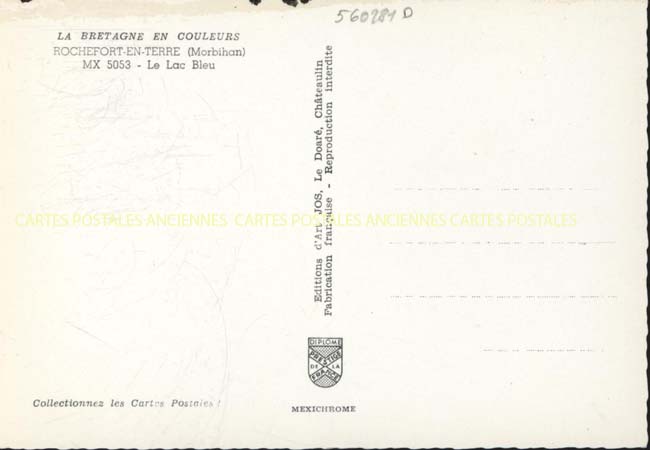 560281 D
LA BRETAGNE EN COULEURS
ROCHEFORT-EN-TERRE (Morbihan)
MX 5053 - Le Lac Bleu
Editions d'Art JOS, Le Doaré, Châteaulin
Fabrication française - Reproduction interdite
CARTES POSTALES ANCIENNES CARTES POSTALES ANCIENNES CARTES POSTALES
DIPLOME
PRESTIGE
DE LA
FRANCE
Collectionnez les Cartes Postales !
MEXICHROME